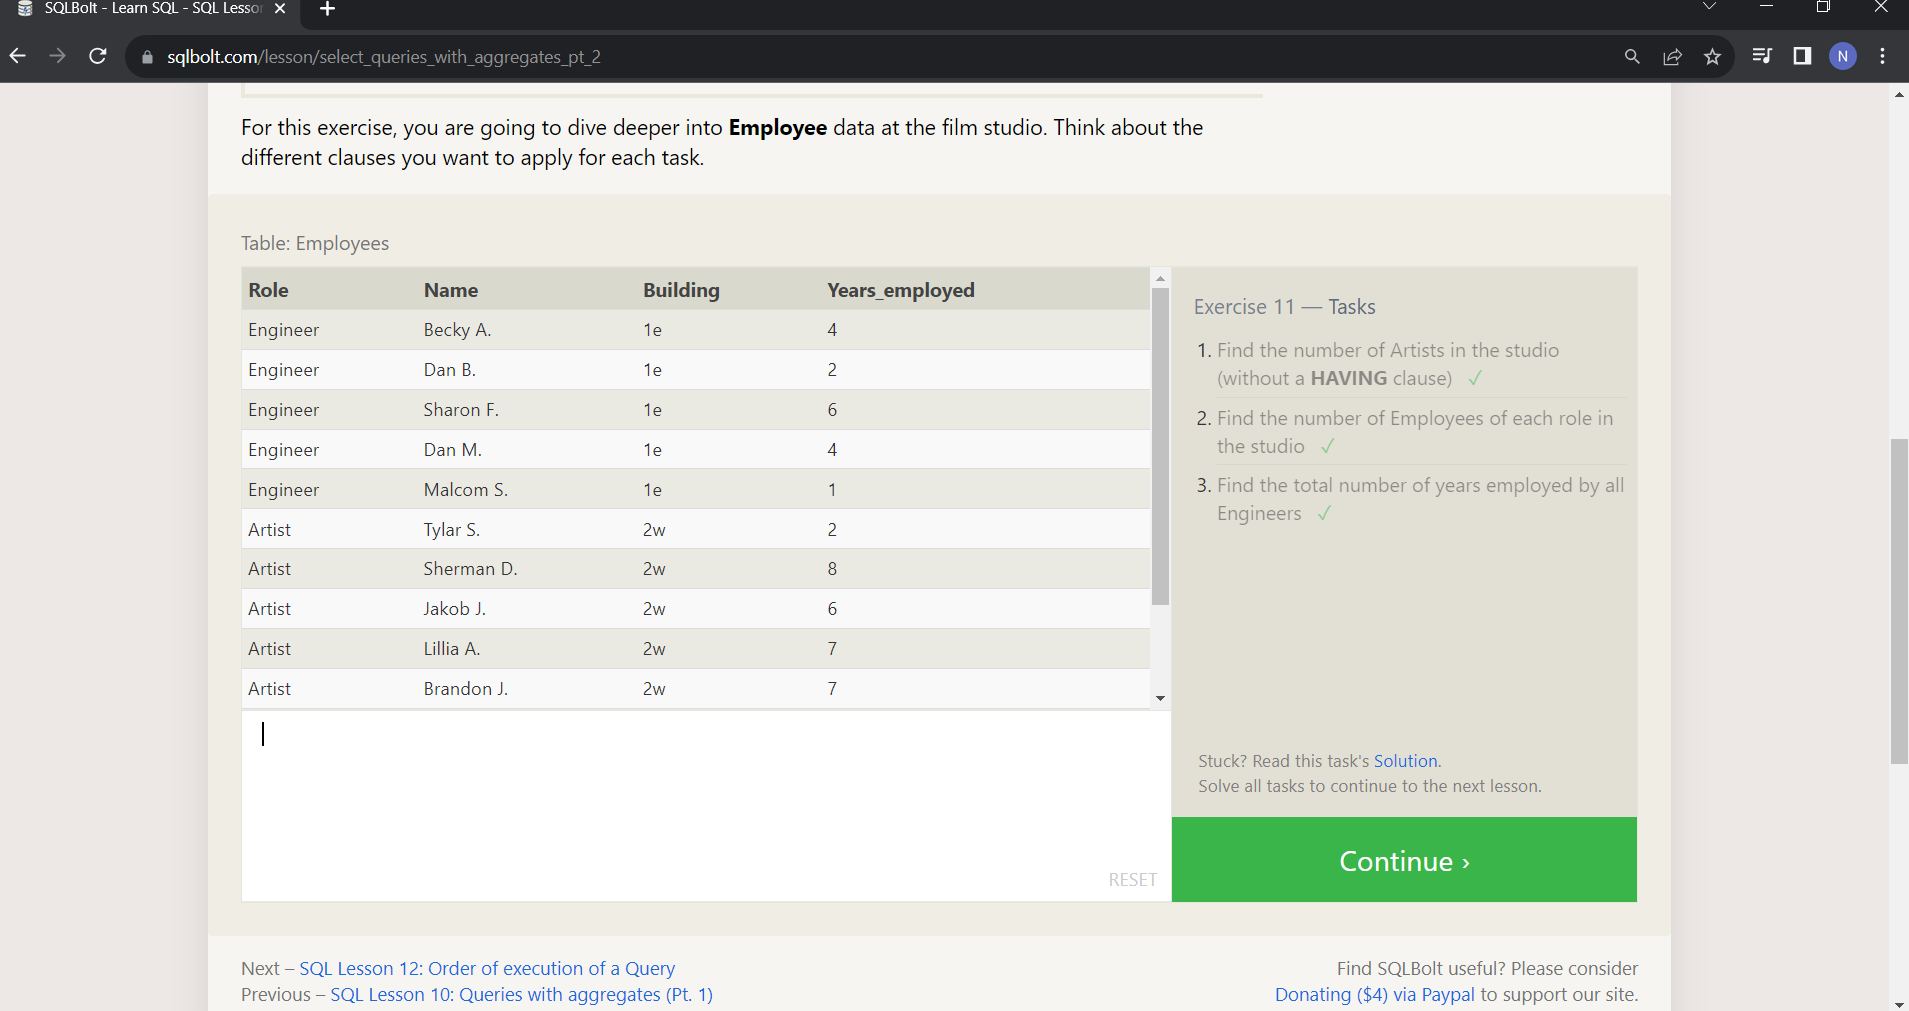 SQLBolt - Learn SQL - SQL Lesson
sqlbolt.com/lesson/select_queries_with_aggregates_pt_2
N
For this exercise, you are going to dive deeper into Employee data at the film studio. Think about the
different clauses you want to apply for each task.
Table: Employees
Role Name Building Years_employed
Engineer Becky A. 1e 4
Engineer Dan B. 1e 2
Engineer Sharon F. 1e 6
Engineer Dan M. 1e 4
Engineer Malcom S. 1e 1
Artist Tylar S. 2w 2
Artist Sherman D. 2w 8
Artist Jakob J. 2w 6
Artist Lillia A. 2w 7
Artist Brandon J. 2w 7
RESET
Exercise 11 — Tasks
1. Find the number of Artists in the studio
(without a HAVING clause) ✓
2. Find the number of Employees of each role in
the studio ✓
3. Find the total number of years employed by all
Engineers ✓
Stuck? Read this task's Solution.
Solve all tasks to continue to the next lesson.
Continue ›
Next – SQL Lesson 12: Order of execution of a Query
Previous – SQL Lesson 10: Queries with aggregates (Pt. 1)
Find SQLBolt useful? Please consider
Donating ($4) via Paypal to support our site.